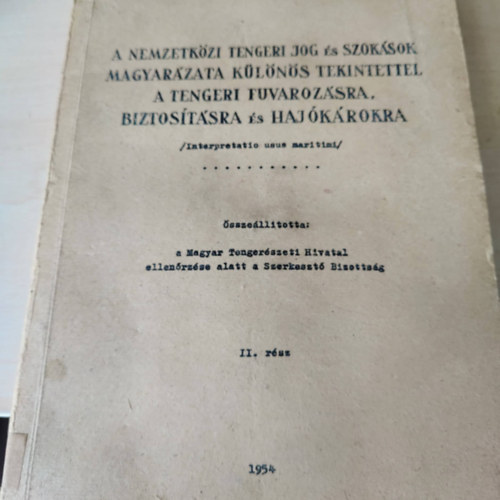 A NEMZETKÖZI TENGERI JOG és SZOKÁSOK
MAGYARÁZATA KÜLÖNÖS TEKINTETTEL
A TENGERI FUVAROZÁSRA,
BIZTOSÍTÁSRA és HAJÓKÁROKRA
/Interpretatio usus maritimi/
. . . . . . . . . . .
Összeállította:
a Magyar Tengerészeti Hivatal
ellenőrzése alatt a Szerkesztő Bizottság
II. rész
1954